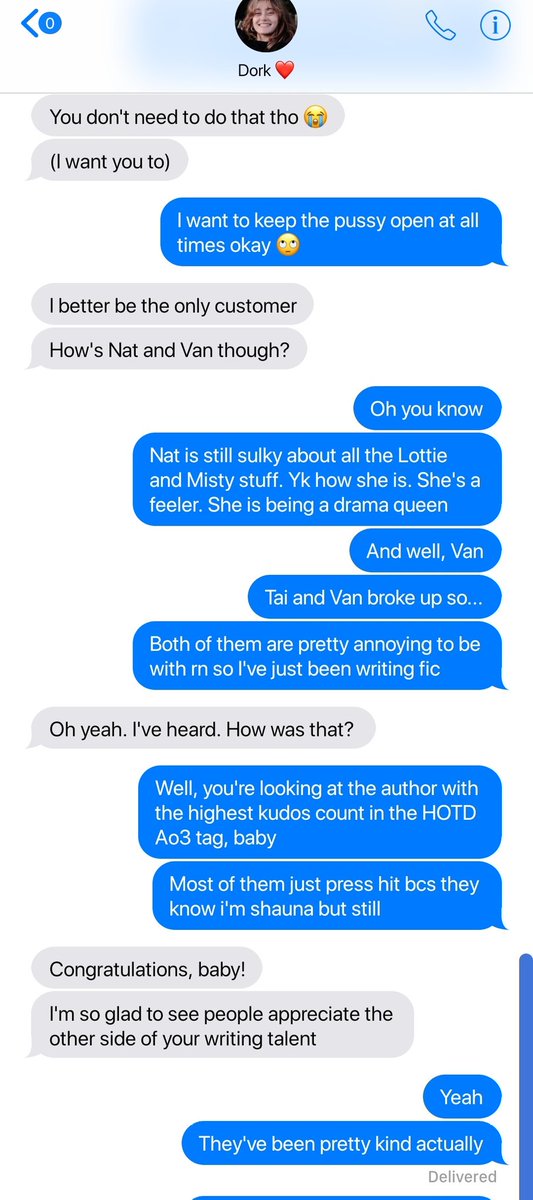 0
Dork ❤️
You don't need to do that tho 😭
(I want you to)
I want to keep the pussy open at all
times okay 🙄
I better be the only customer
How's Nat and Van though?
Oh you know
Nat is still sulky about all the Lottie
and Misty stuff. Yk how she is. She's a
feeler. She is being a drama queen
And well, Van
Tai and Van broke up so...
Both of them are pretty annoying to be
with rn so I've just been writing fic
Oh yeah. I've heard. How was that?
Well, you're looking at the author with
the highest kudos count in the HOTD
Ao3 tag, baby
Most of them just press hit bcs they
know i'm shauna but still
Congratulations, baby!
I'm so glad to see people appreciate the
other side of your writing talent
Yeah
They've been pretty kind actually
Delivered